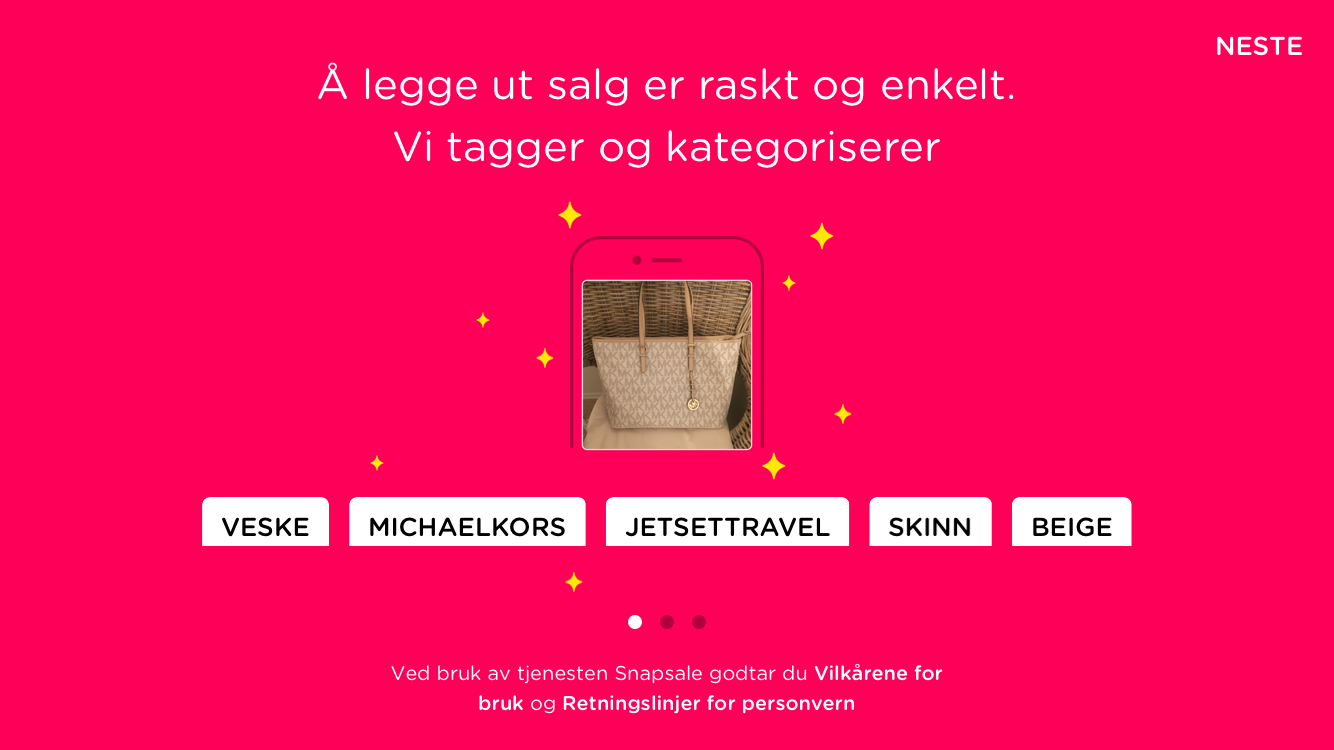 NESTE
Å legge ut salg er raskt og enkelt.
Vi tagger og kategoriserer
VESKE
MICHAELKORS
JETSETTRAVEL
SKINN
BEIGE
Ved bruk av tjenesten Snapsale godtar du Vilkårene for
bruk og Retningslinjer for personvern